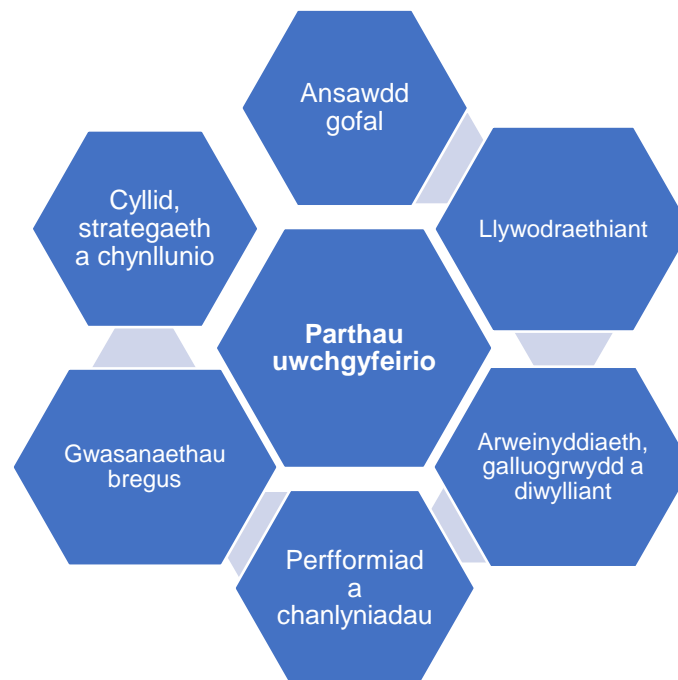 Ansawdd
gofal
Cyllid,
strategaeth
a chynllunio
Llywodraethiant
Parthau
uwchgyfeirio
Gwasanaethau
bregus
Arweinyddiaeth,
galluogrwydd a
diwylliant
Perfformiad
a
chanlyniadau